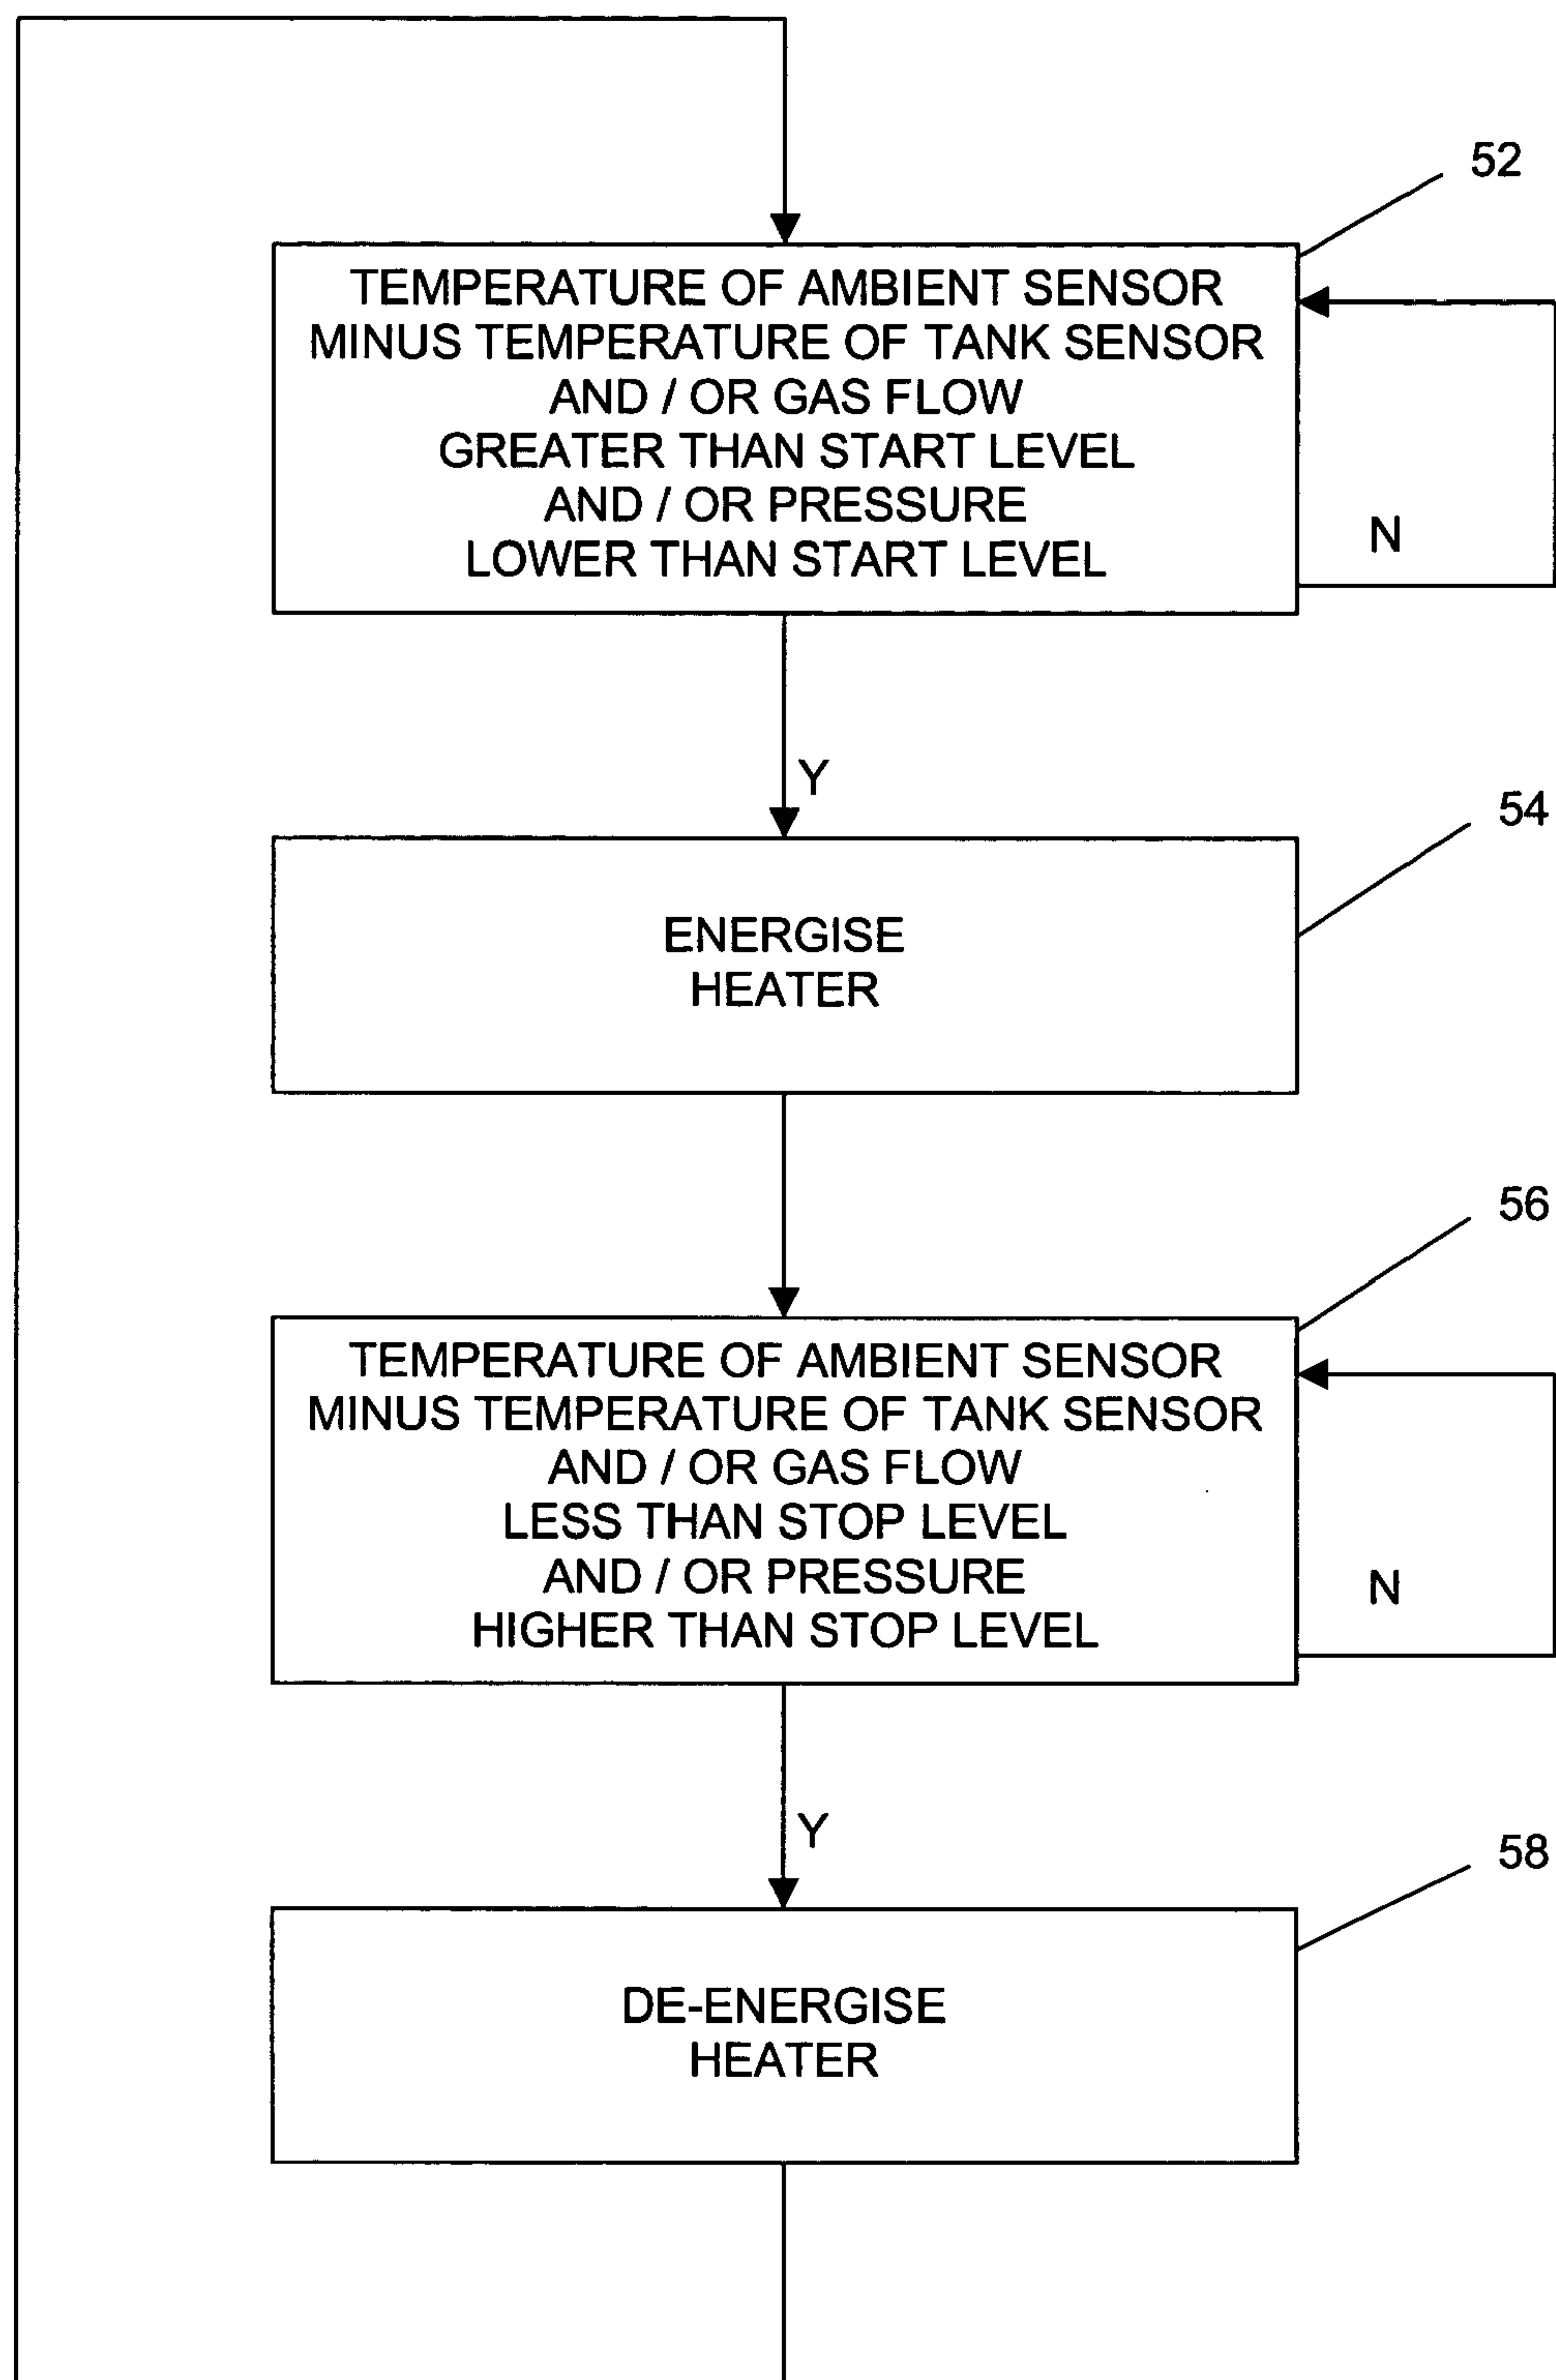 52
TEMPERATURE OF AMBIENT SENSOR
MINUS TEMPERATURE OF TANK SENSOR
AND / OR GAS FLOW
GREATER THAN START LEVEL
AND / OR PRESSURE
LOWER THAN START LEVEL
N
Y
54
ENERGISE
HEATER
56
TEMPERATURE OF AMBIENT SENSOR
MINUS TEMPERATURE OF TANK SENSOR
AND / OR GAS FLOW
LESS THAN STOP LEVEL
AND / OR PRESSURE
HIGHER THAN STOP LEVEL
N
Y
58
DE-ENERGISE
HEATER